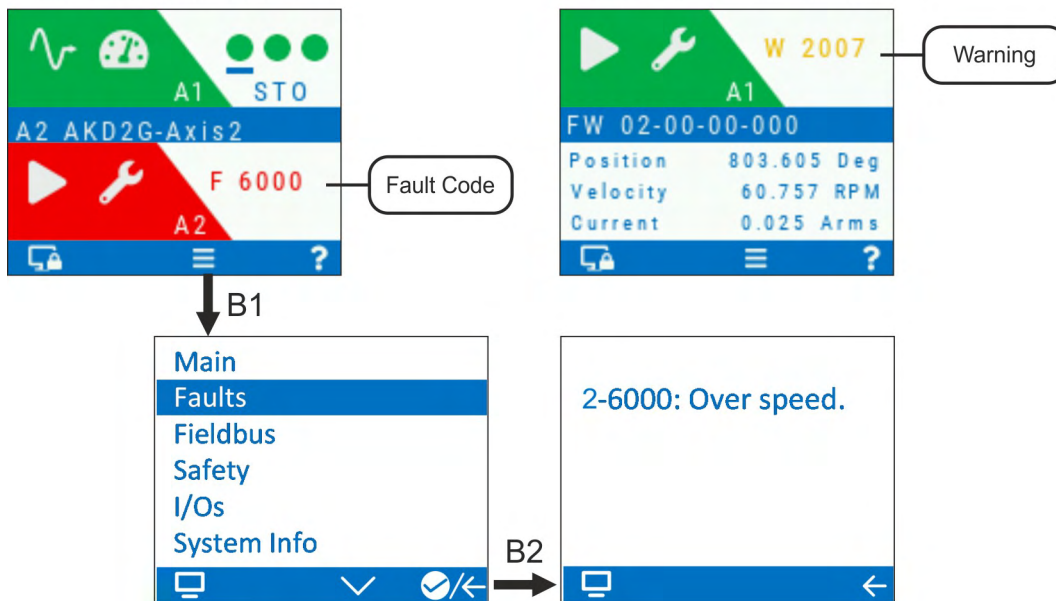 A1
STO
A2 AKD2G-Axis2
F 6000
A2
?
Fault Code
W 2007
A1
FW 02-00-00-000
Position 803.605 Deg
Velocity 60.757 RPM
Current 0.025 Arms
?
Warning
B1
Main
Faults
Fieldbus
Safety
I/Os
System Info
/
B2
2-6000: Over speed.